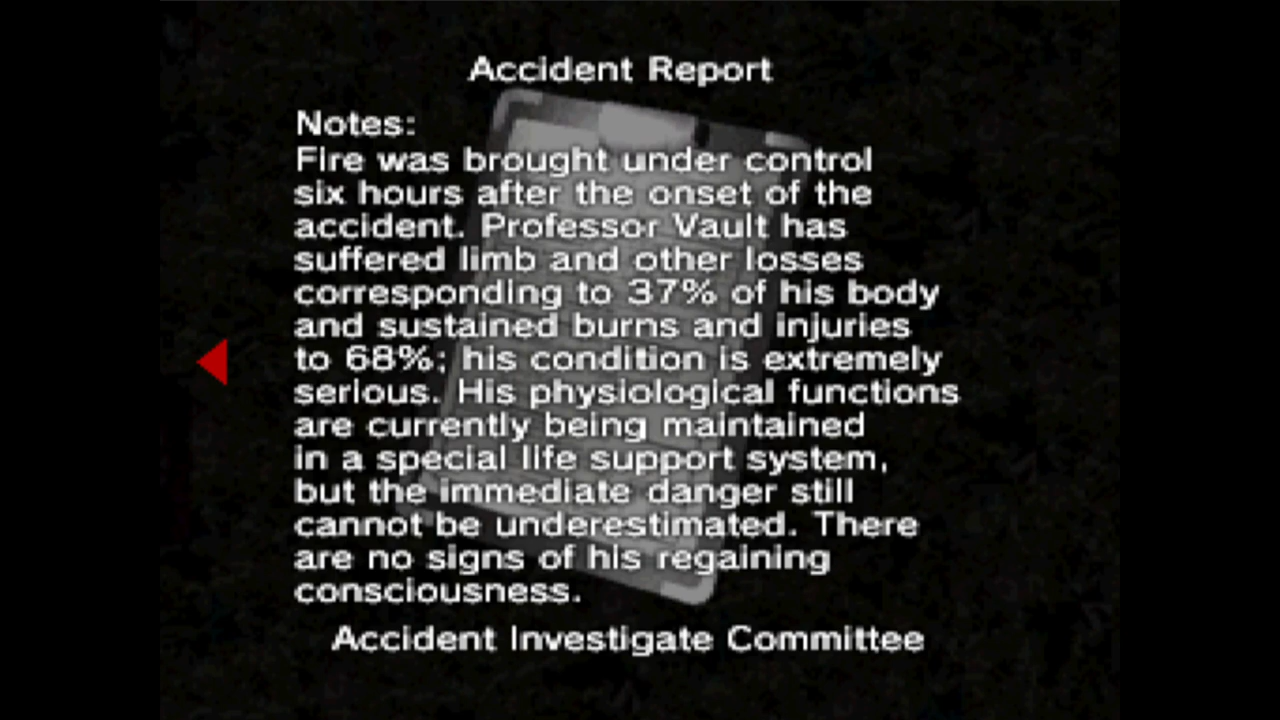 Accident Report
Notes:
Fire was brought under control
six hours after the onset of the
accident. Professor Vault has
suffered limb and other losses
corresponding to 37% of his body
and sustained burns and injuries
to 68%; his condition is extremely
serious. His physiological functions
are currently being maintained
in a special life support system,
but the immediate danger still
cannot be underestimated. There
are no signs of his regaining
consciousness.
Accident Investigate Committee